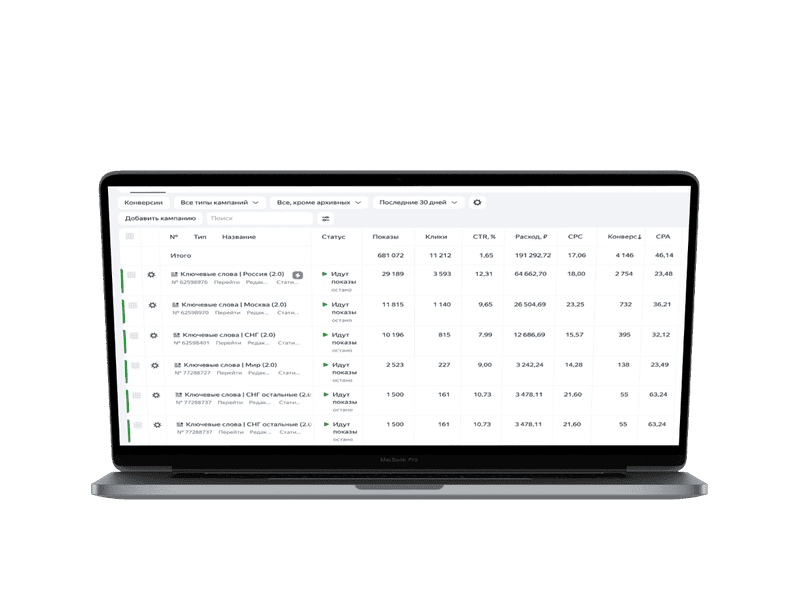 Конверсии Все типы кампаний Все, кроме архивных Последние 30 дней
Добавить кампанию Поиск
№ Тип Название Статус Показы Клики CTR, % Расход, ₽ CPC Конверс↓ CPA
Итого 681 072 11 212 1,65 191 292,72 17,06 4 146 46,14
Ключевые слова | Россия (2.0) Идут показы 29 189 3 593 12,31 64 662,70 18,00 2 754 23,48
№ 62598976 Перейти Редак... Стати... остано
Ключевые слова | Москва (2.0) Идут показы 11 815 1 140 9,65 26 504,69 23,25 732 36,21
№ 62598970 Перейти Редак... Стати... остано
Ключевые слова | СНГ (2.0) Идут показы 10 196 815 7,99 12 686,69 15,57 395 32,12
№ 62598401 Перейти Редак... Стати... остано
Ключевые слова | Мир (2.0) Идут показы 2 523 227 9,00 3 242,24 14,28 138 23,49
№ 77288727 Перейти Редак... Стати... остано
Ключевые слова | СНГ остальные (2.0 Идут показы 1 500 161 10,73 3 478,11 21,60 55 63,24
№ 77288737 Перейти Редак... Стати... остано
Ключевые слова | СНГ остальные (2.0 Идут показы 1 500 161 10,73 3 478,11 21,60 55 63,24
№ 77288737 Перейти Редак... Стати... остано
MacBook Pro